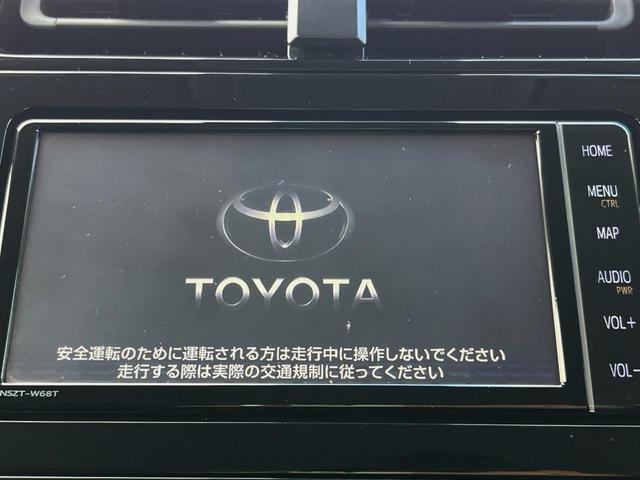 TOYOTA
安全運転のために運転される方は走行中に操作しないでください
走行する際は実際の交通規制に従ってください
NSZT-W68T
HOME
MENU
CTRL
MAP
AUDIO
PWR
VOL+
VOL-